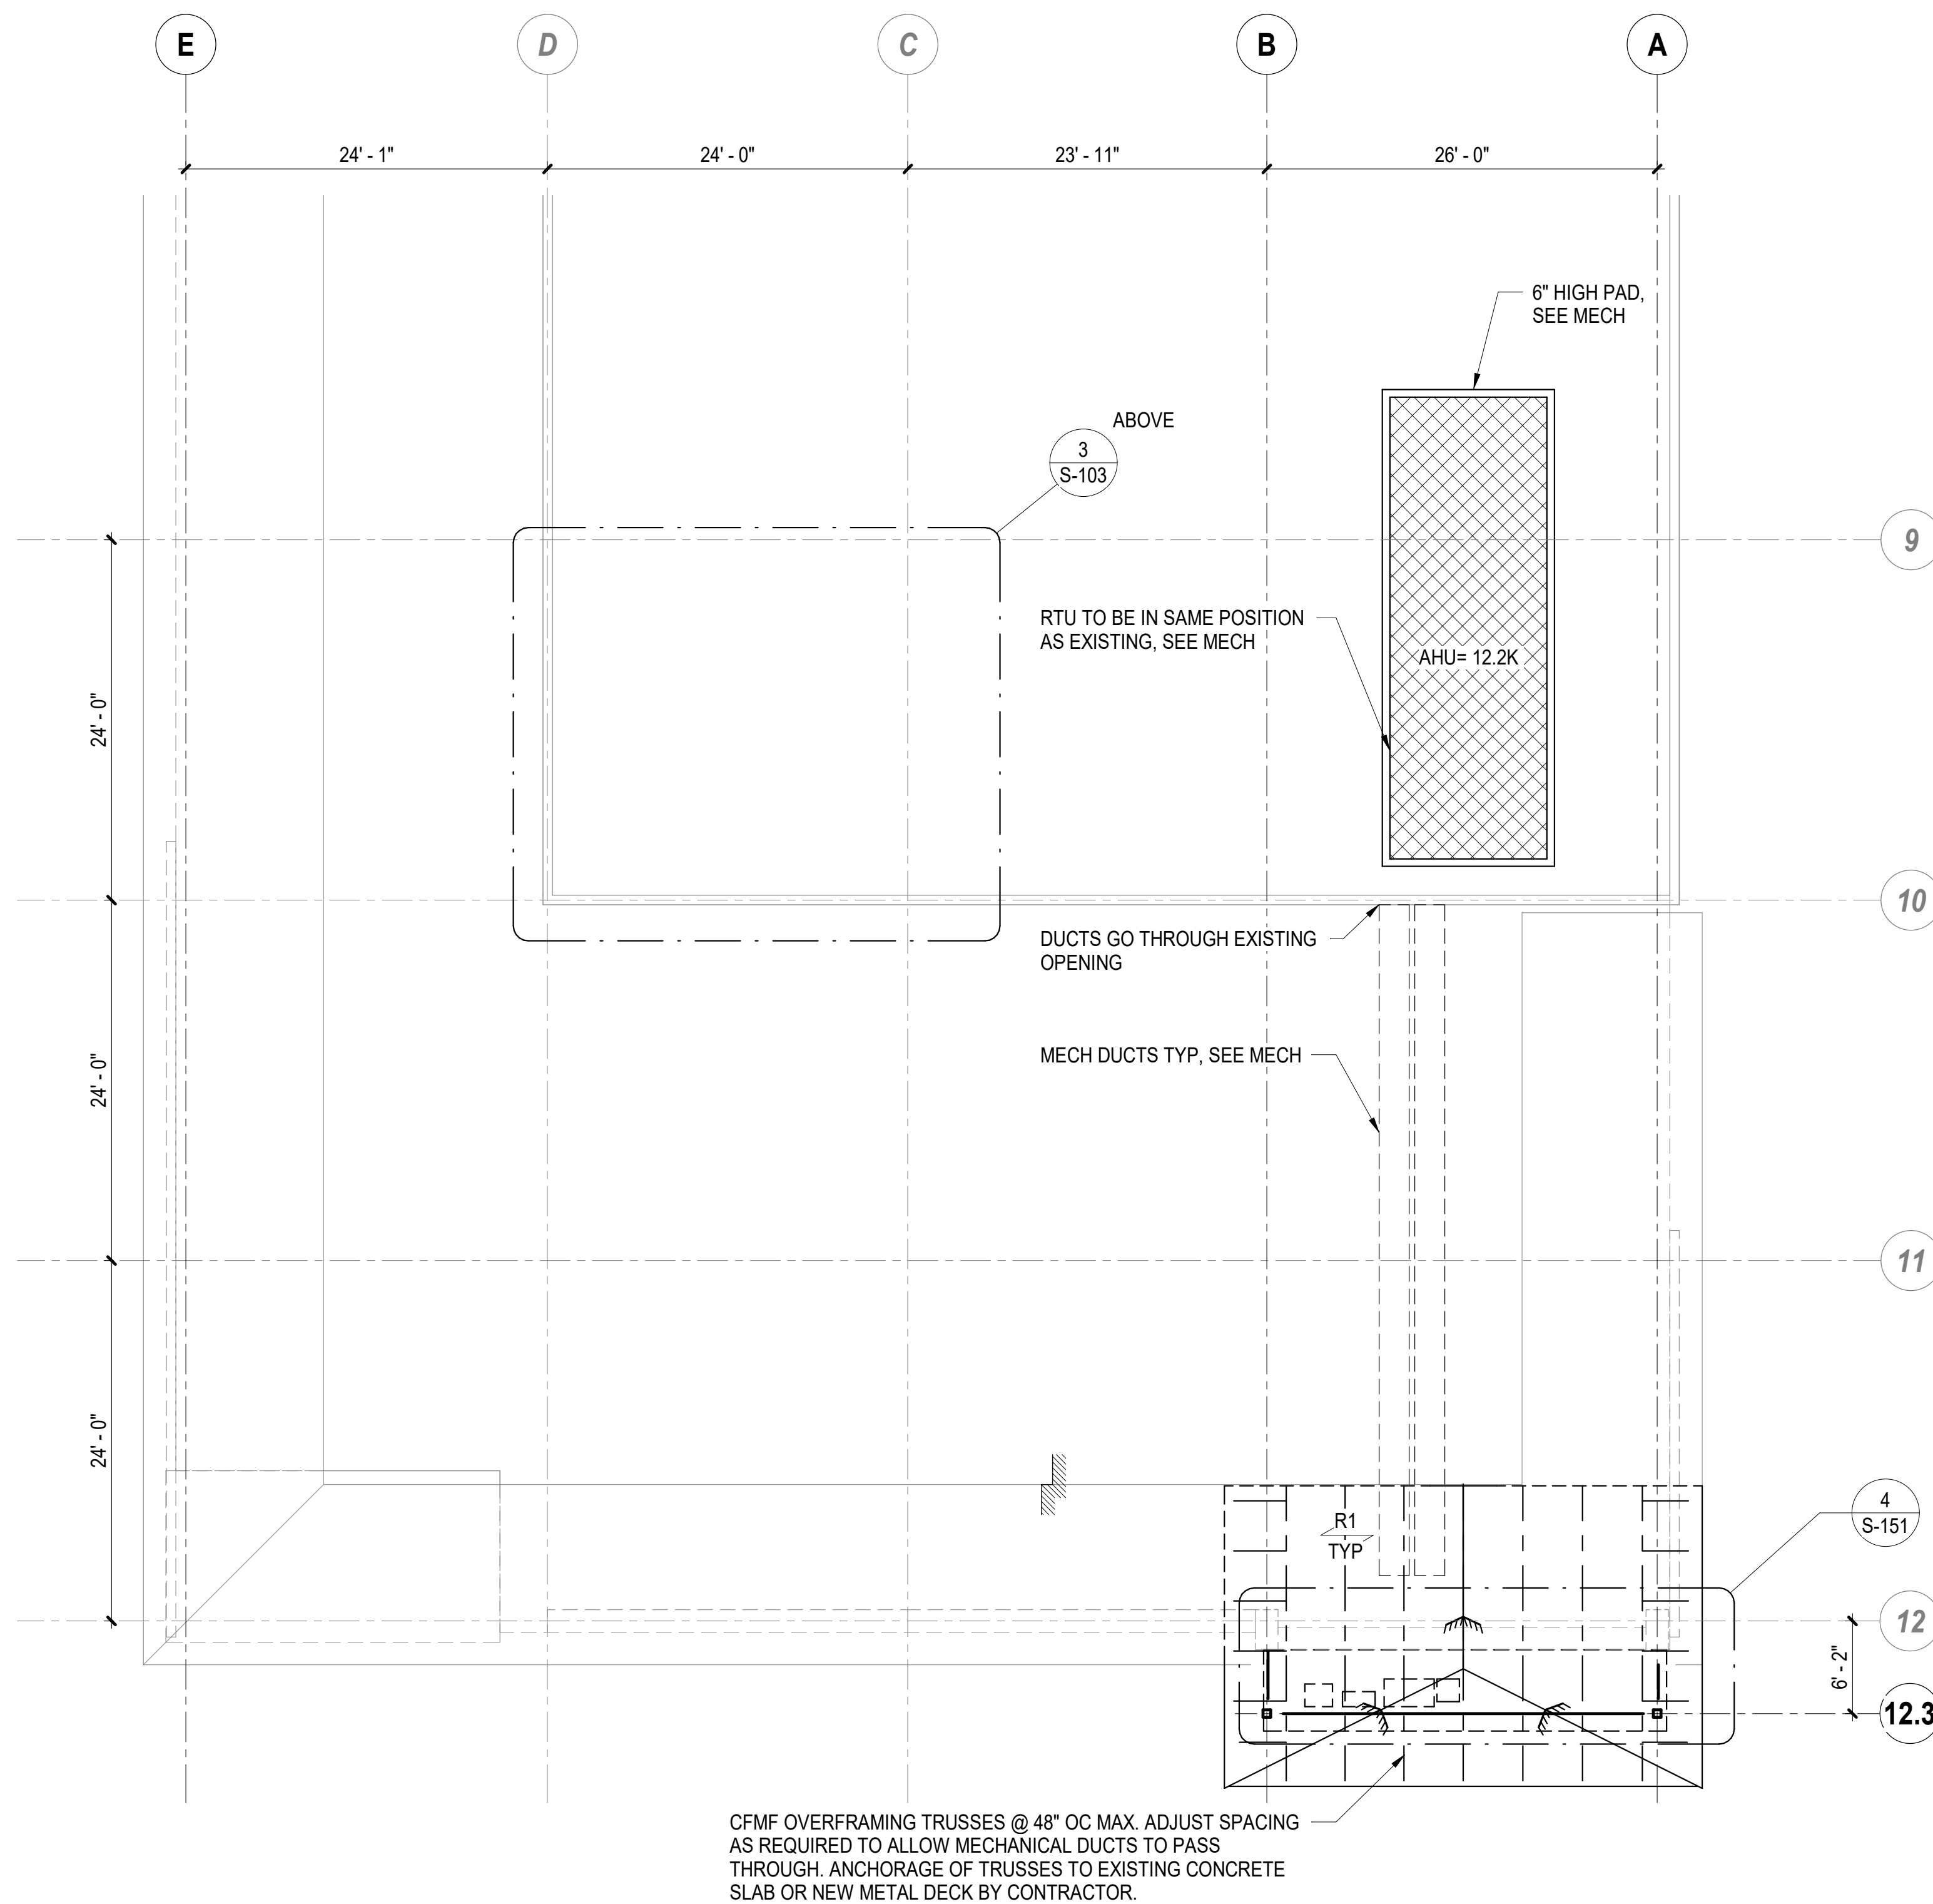 E
D
C
B
A
24' - 1"
24' - 0"
23' - 11"
26' - 0"
6" HIGH PAD,
SEE MECH
ABOVE
3
S-103
9
RTU TO BE IN SAME POSITION
AS EXISTING, SEE MECH
AHU= 12.2K
24' - 0"
10
DUCTS GO THROUGH EXISTING
OPENING
MECH DUCTS TYP, SEE MECH
24' - 0"
11
24' - 0"
R1
TYP
4
S-151
12
6' - 2"
12.3
CFMF OVERFRAMING TRUSSES @ 48" OC MAX. ADJUST SPACING
AS REQUIRED TO ALLOW MECHANICAL DUCTS TO PASS
THROUGH. ANCHORAGE OF TRUSSES TO EXISTING CONCRETE
SLAB OR NEW METAL DECK BY CONTRACTOR.